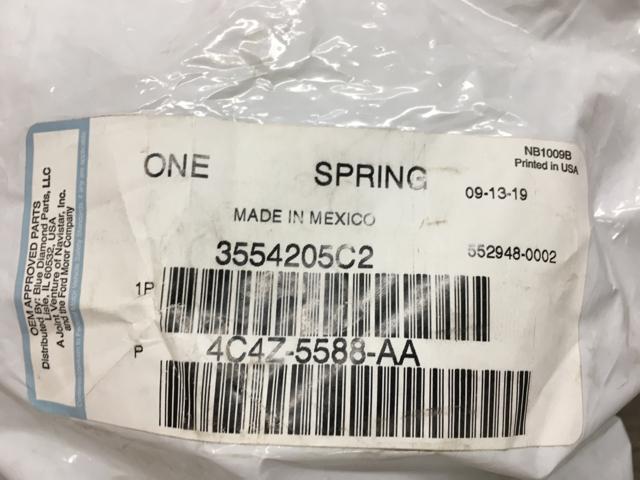 NB1009B
Printed in USA
ONE SPRING
09-13-19
MADE IN MEXICO
3554205C2
552948-0002
1P
P
4C4Z-5588-AA
OEM APPROVED PARTS
Distributed By: Blue Diamond Parts, LLC
Lisle, IL 60532, USA
A Joint Venture of Navistar, Inc.
and the Ford Motor Company